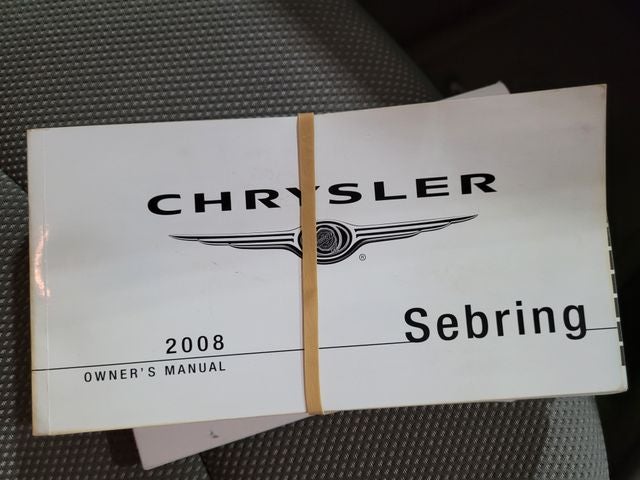 CHRYSLER
®
Sebring
2008
OWNER'S MANUAL